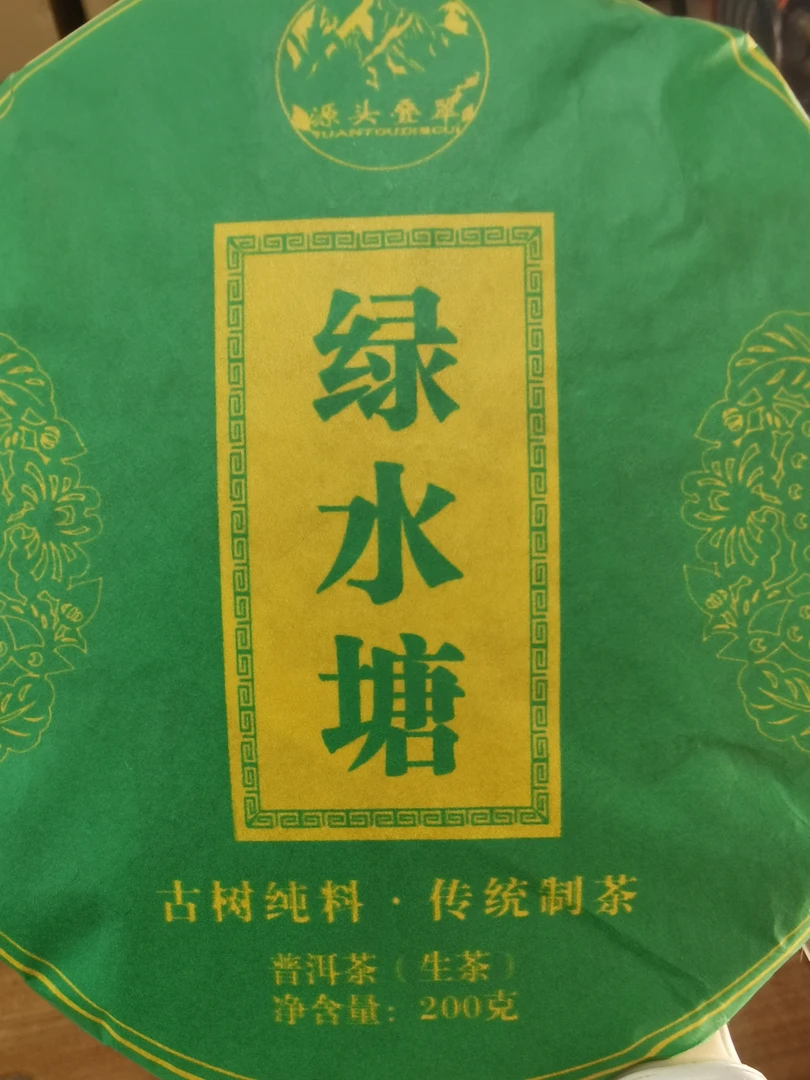 源头叠翠
YUANTOUDIECUI
绿水塘
古树纯料·传统制茶
普洱茶（生茶）
净含量：200克